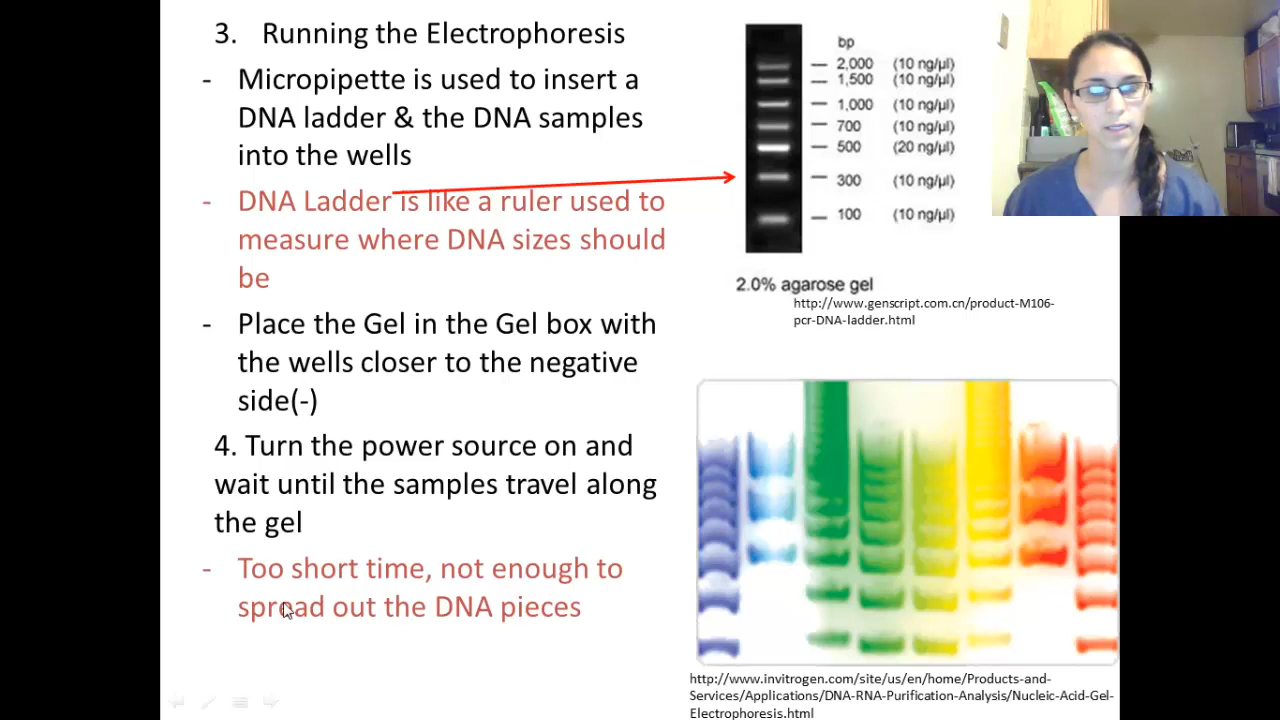 3. Running the Electrophoresis
- Micropipette is used to insert a
DNA ladder & the DNA samples
into the wells
- DNA Ladder is like a ruler used to
measure where DNA sizes should
be
- Place the Gel in the Gel box with
the wells closer to the negative
side(-)
4. Turn the power source on and
wait until the samples travel along
the gel
- Too short time, not enough to
spread out the DNA pieces
bp
2,000 (10 ng/µl)
1,500 (10 ng/µl)
1,000 (10 ng/µl)
700 (10 ng/µl)
500 (20 ng/µl)
300 (10 ng/µl)
100 (10 ng/µl)
2.0% agarose gel
http://www.genscript.com.cn/product-M106-
pcr-DNA-ladder.html
http://www.invitrogen.com/site/us/en/home/Products-and-
Services/Applications/DNA-RNA-Purification-Analysis/Nucleic-Acid-Gel-
Electrophoresis.html